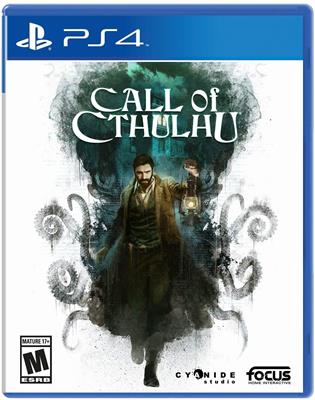 PS4
CALL of
CTHULHU
MATURE 17+
M
ESRB
CYANIDE
studio
focus
HOME INTERACTIVE